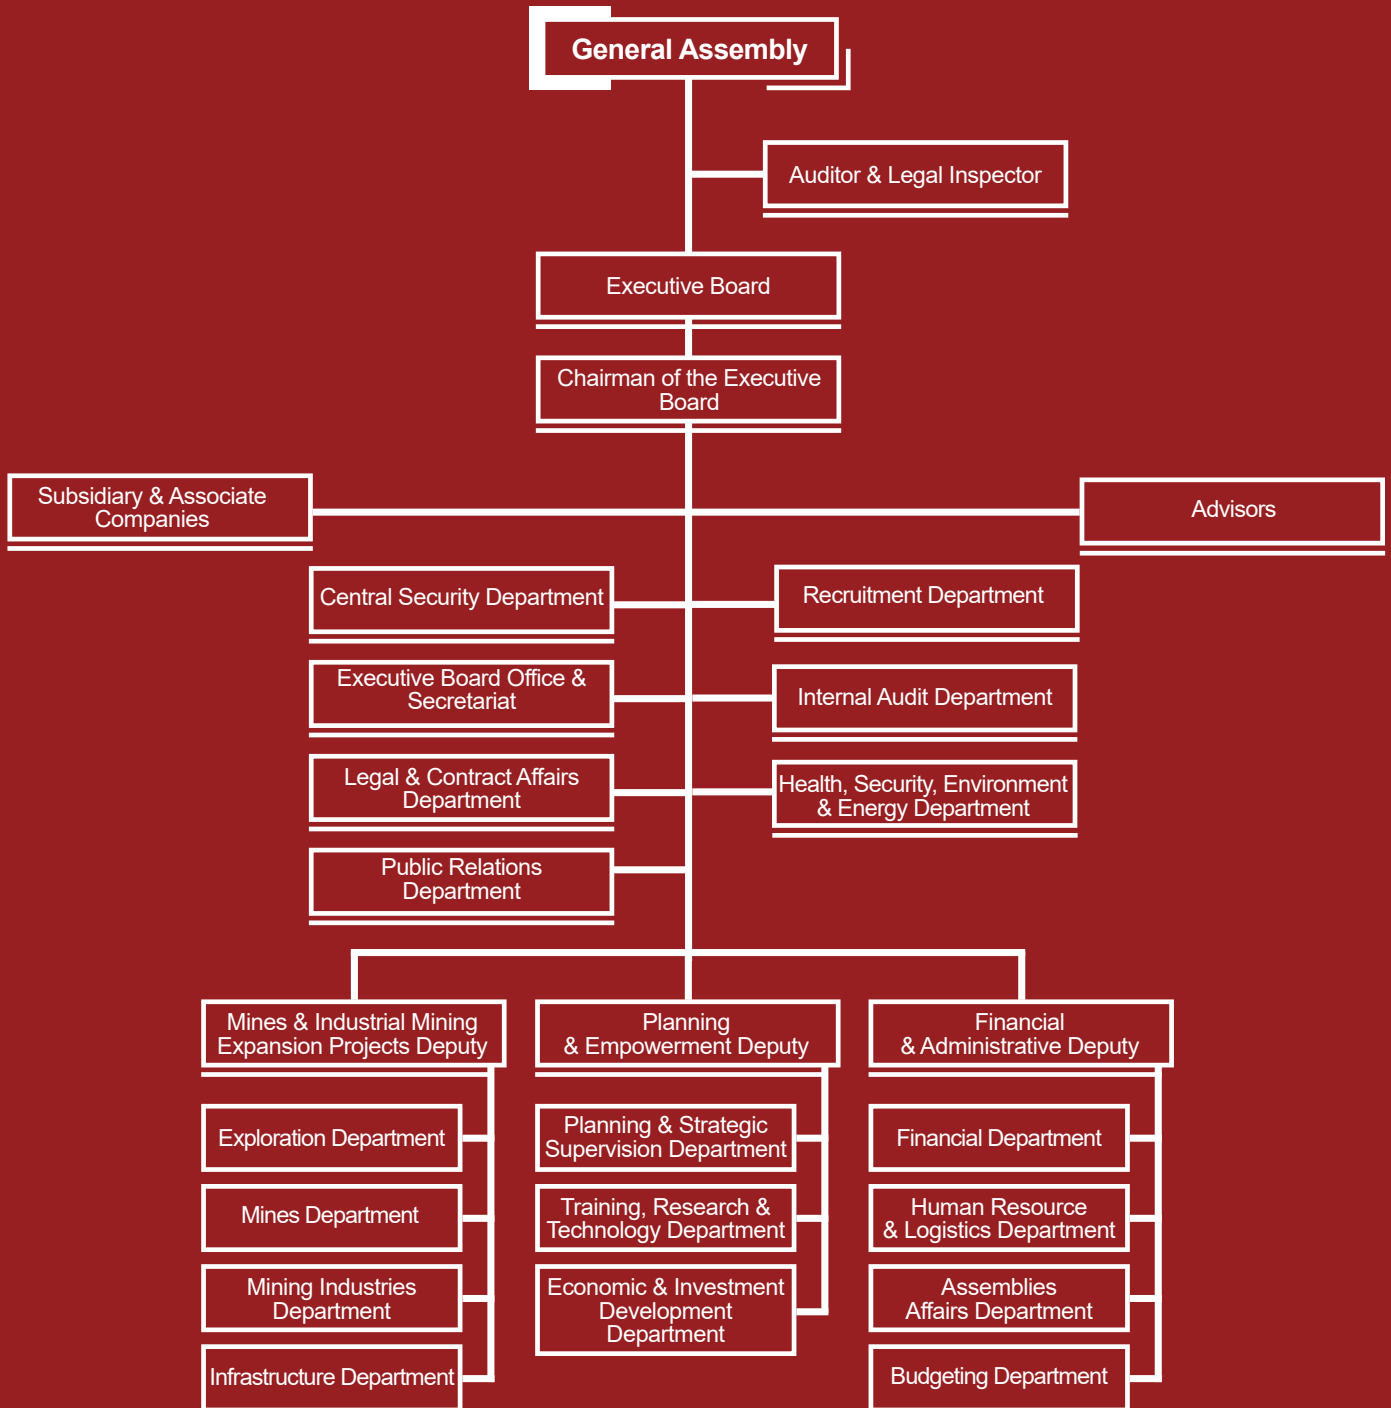 General Assembly
Auditor & Legal Inspector
Executive Board
Chairman of the Executive
Board
Subsidiary & Associate
Companies
Advisors
Central Security Department
Recruitment Department
Executive Board Office &
Secretariat
Internal Audit Department
Legal & Contract Affairs
Department
Health, Security, Environment
& Energy Department
Public Relations
Department
Mines & Industrial Mining
Expansion Projects Deputy
Planning
& Empowerment Deputy
Financial
& Administrative Deputy
Exploration Department
Mines Department
Mining Industries
Department
Infrastructure Department
Planning & Strategic
Supervision Department
Training, Research &
Technology Department
Economic & Investment
Development
Department
Financial Department
Human Resource
& Logistics Department
Assemblies
Affairs Department
Budgeting Department